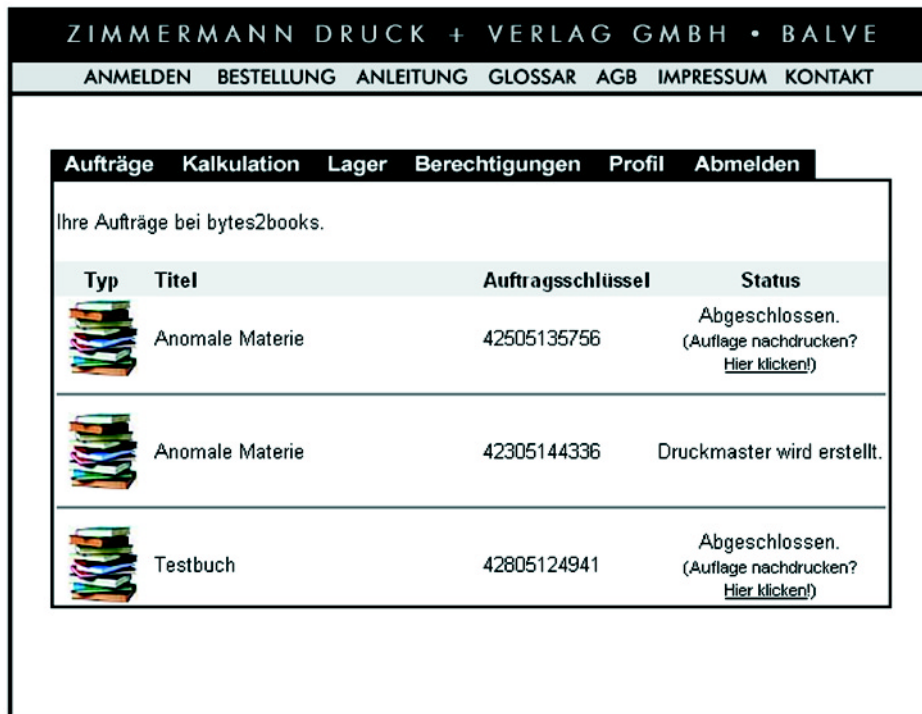 ZIMMERMANN DRUCK + VERLAG GMBH • BALVE
ANMELDEN BESTELLUNG ANLEITUNG GLOSSAR AGB IMPRESSUM KONTAKT
Aufträge Kalkulation Lager Berechtigungen Profil Abmelden
Ihre Aufträge bei bytes2books.
Typ Titel Auftragsschlüssel Status
Anomale Materie 42505135756 Abgeschlossen.
(Auflage nachdrucken?
Hier klicken!)
Anomale Materie 42305144336 Druckmaster wird erstellt.
Testbuch 42805124941 Abgeschlossen.
(Auflage nachdrucken?
Hier klicken!)